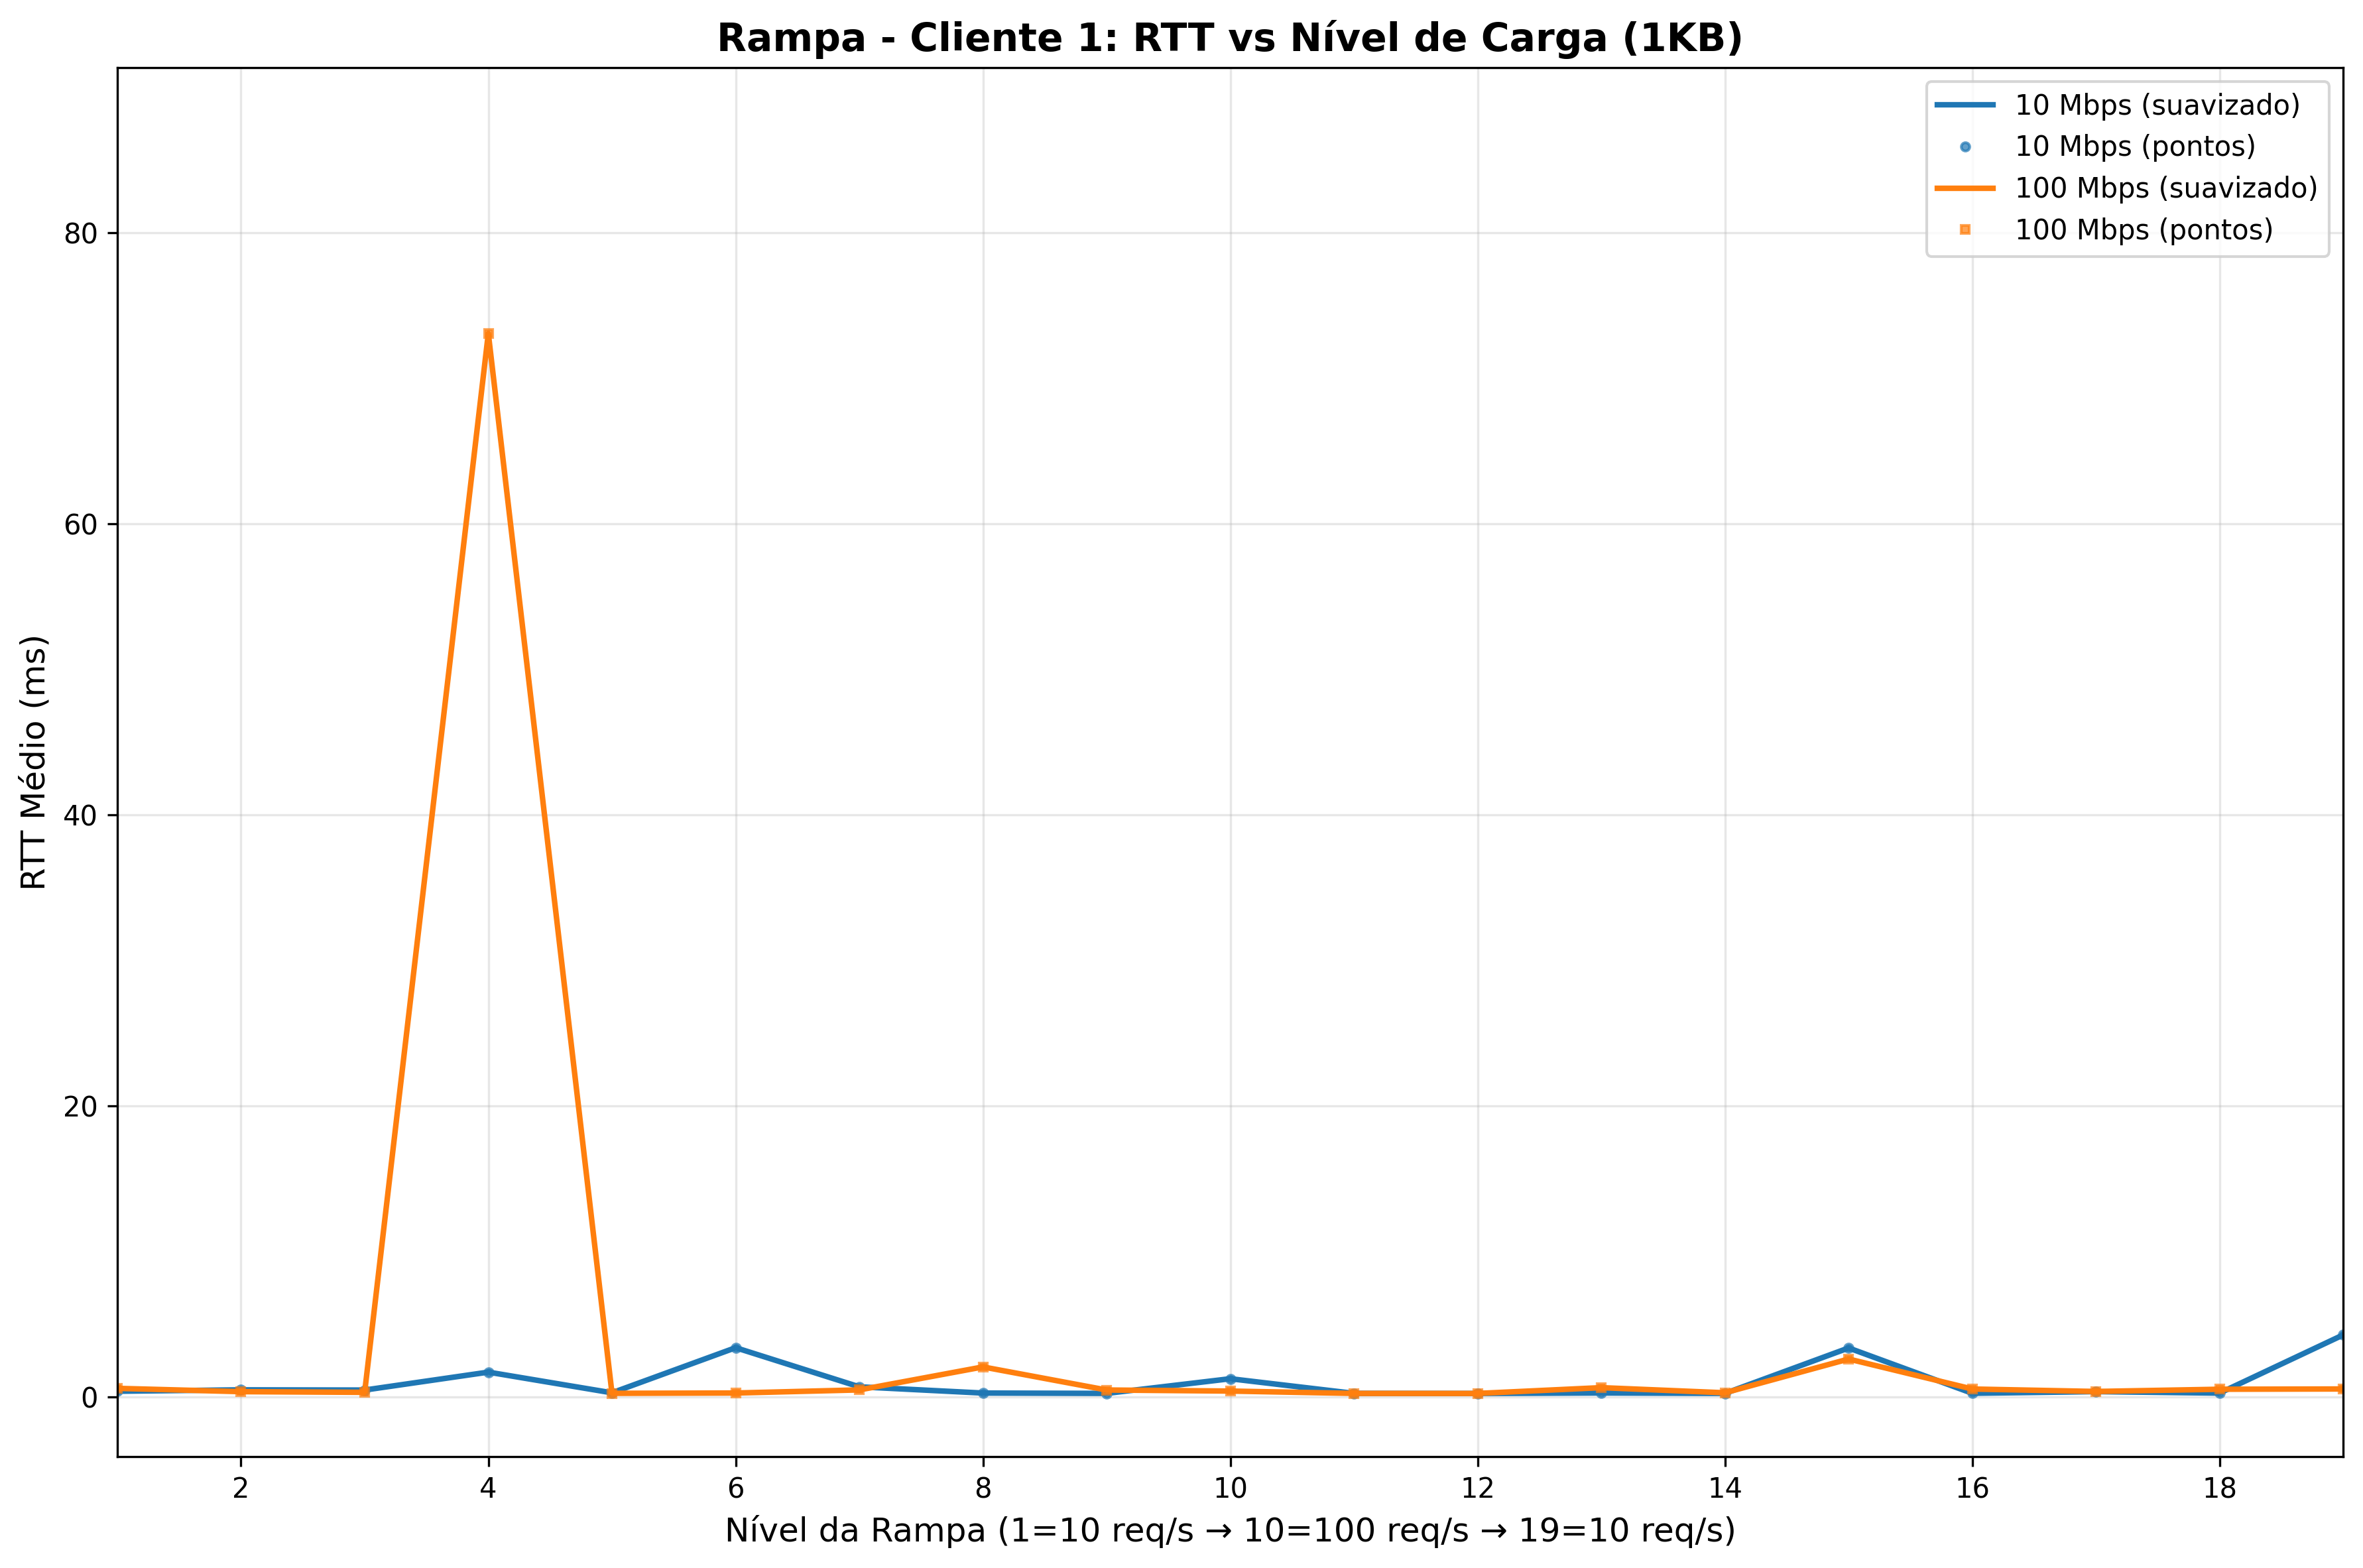 Rampa - Cliente 1: RTT vs Nível de Carga (1KB)
10 Mbps (suavizado)
10 Mbps (pontos)
100 Mbps (suavizado)
100 Mbps (pontos)
RTT Médio (ms)
80
60
40
20
0
2 4 6 8 10 12 14 16 18
Nível da Rampa (1=10 req/s → 10=100 req/s → 19=10 req/s)